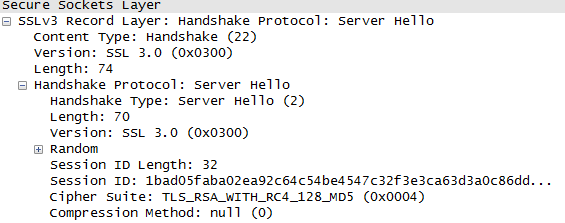 Secure Sockets Layer
SSLv3 Record Layer: Handshake Protocol: Server Hello
Content Type: Handshake (22)
Version: SSL 3.0 (0x0300)
Length: 74
Handshake Protocol: Server Hello
Handshake Type: Server Hello (2)
Length: 70
Version: SSL 3.0 (0x0300)
Random
Session ID Length: 32
Session ID: 1bad05faba02ea92c64c54be4547c32f3e3ca63d3a0c86dd...
Cipher Suite: TLS_RSA_WITH_RC4_128_MD5 (0x0004)
Compression Method: null (0)